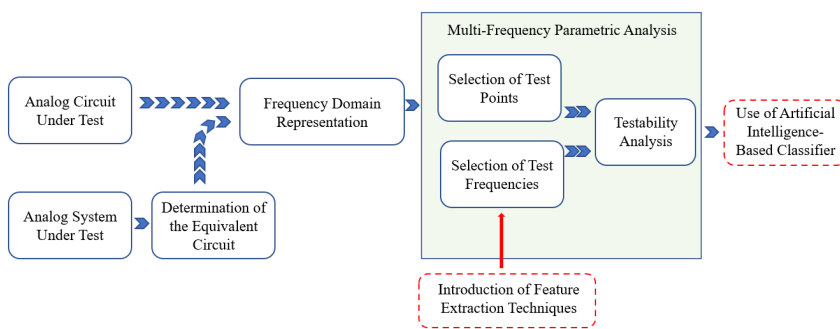 Multi-Frequency Parametric Analysis
Analog Circuit
Under Test
Frequency Domain
Representation
Selection of Test
Points
Selection of Test
Frequencies
Testability
Analysis
Use of Artificial
Intelligence-
Based Classifier
Analog System
Under Test
Determination of
the Equivalent
Circuit
Introduction of Feature
Extraction Techniques